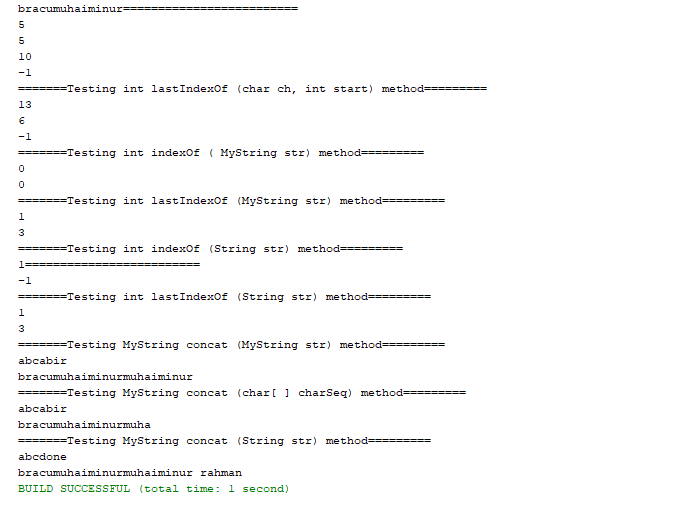 bracumuhaiminur=========================
5
5
10
-1
=======Testing int lastIndexOf (char ch, int start) method=========
13
6
-1
=======Testing int indexOf ( MyString str) method=========
0
0
=======Testing int lastIndexOf (MyString str) method=========
1
3
=======Testing int indexOf (String str) method=========
1=========================
-1
=======Testing int lastIndexOf (String str) method=========
1
3
=======Testing MyString concat (MyString str) method=========
abcabir
bracumuhaiminurmuhaiminur
=======Testing MyString concat (char[ ] charSeq) method=========
abcabir
bracumuhaiminurmuha
=======Testing MyString concat (String str) method=========
abcdone
bracumuhaiminurmuhaiminur rahman
BUILD SUCCESSFUL (total time: 1 second)